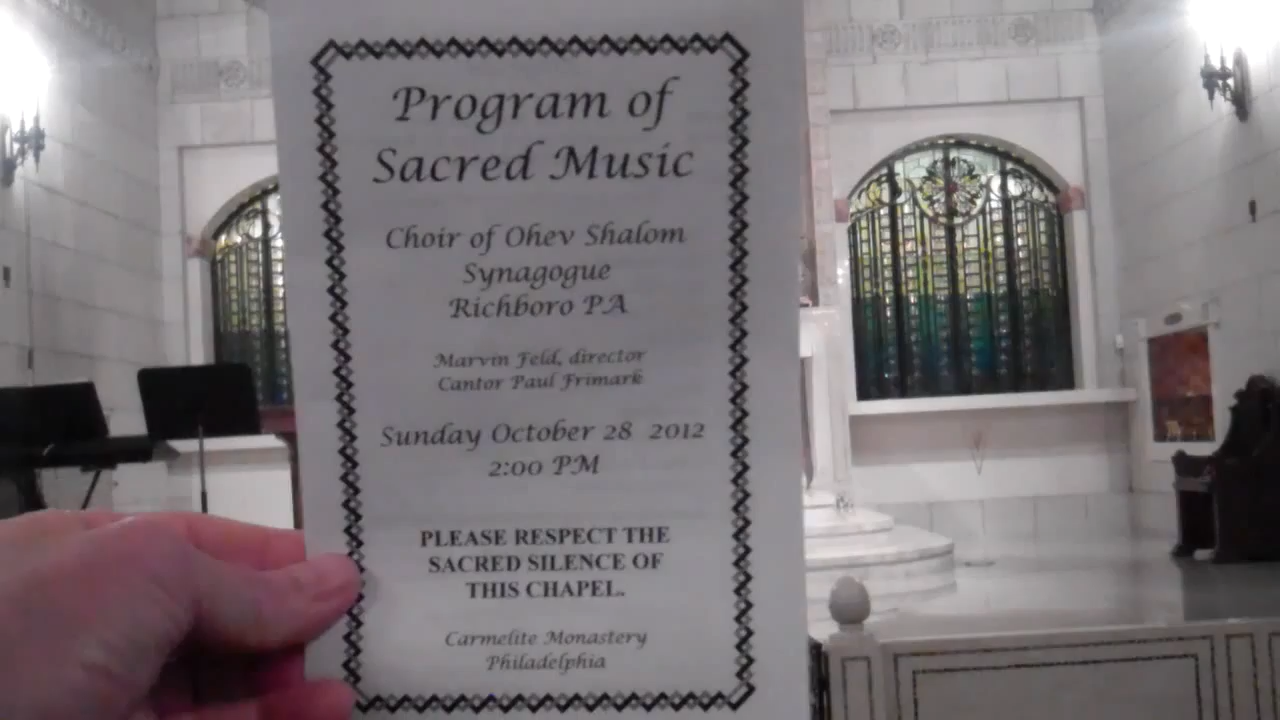 Program of
Sacred Music
Choir of Ohev Shalom
Synagogue
Richboro PA
Marvin Feld, director
Cantor Paul Frimark
Sunday October 28 2012
2:00 PM
PLEASE RESPECT THE
SACRED SILENCE OF
THIS CHAPEL.
Carmelite Monastery
Philadelphia